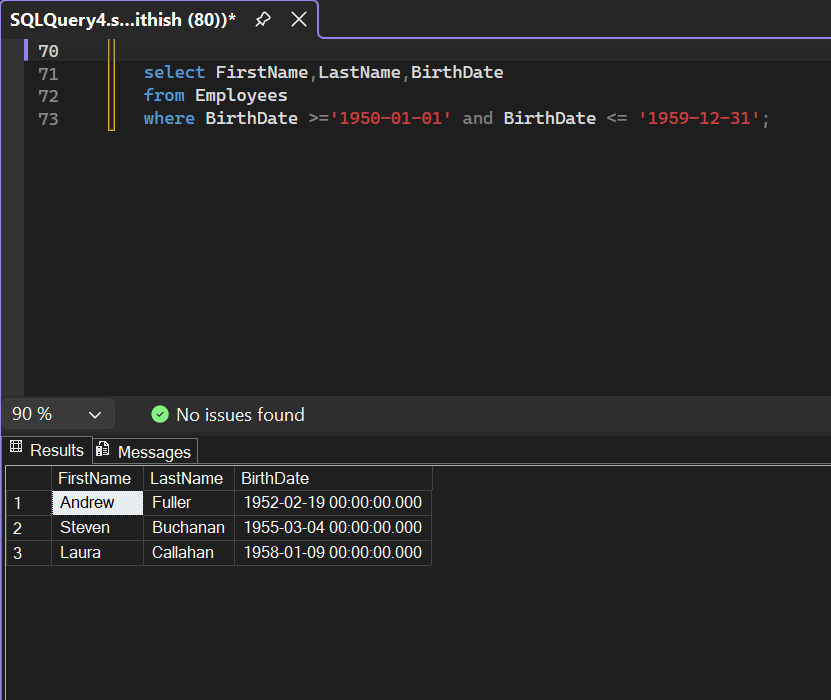 SQLQuery4.s...ithish (80))*
70
71 select FirstName,LastName,BirthDate
72 from Employees
73 where BirthDate >='1950-01-01' and BirthDate <= '1959-12-31';
90 % No issues found
Results Messages
FirstName LastName BirthDate
1 Andrew Fuller 1952-02-19 00:00:00.000
2 Steven Buchanan 1955-03-04 00:00:00.000
3 Laura Callahan 1958-01-09 00:00:00.000